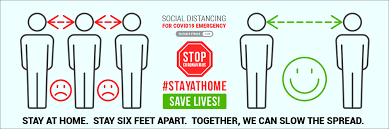 SOCIAL DISTANCING
FOR COVID19 EMERGENCY
STOP
CORONAVIRUS
#STAYATHOME
SAVE LIVES!
STAY AT HOME. STAY SIX FEET APART. TOGETHER, WE CAN SLOW THE SPREAD.